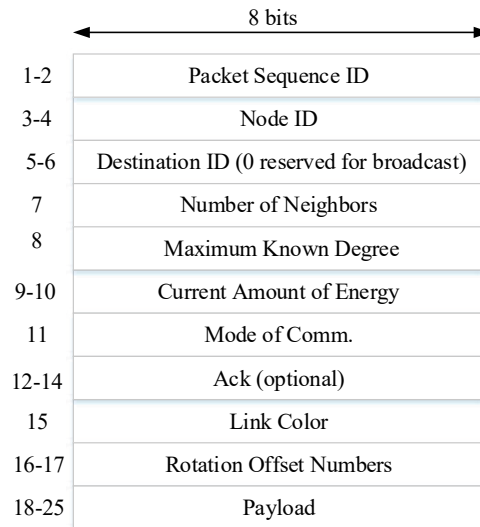 8 bits
1-2 Packet Sequence ID
3-4 Node ID
5-6 Destination ID (0 reserved for broadcast)
7 Number of Neighbors
8 Maximum Known Degree
9-10 Current Amount of Energy
11 Mode of Comm.
12-14 Ack (optional)
15 Link Color
16-17 Rotation Offset Numbers
18-25 Payload